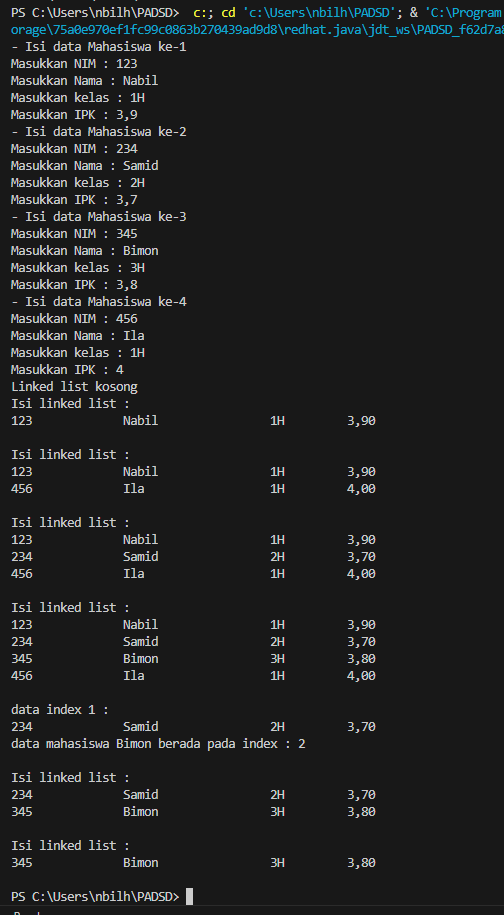 PS C:\Users\nbilh\PADSD>  c:; cd 'c:\Users\nbilh\PADSD'; & 'C:\Program
orage\75a0e970ef1fc99c0863b270439ad9d8\redhat.java\jdt_ws\PADSD_f62d7a8
- Isi data Mahasiswa ke-1
Masukkan NIM : 123
Masukkan Nama : Nabil
Masukkan kelas : 1H
Masukkan IPK : 3,9
- Isi data Mahasiswa ke-2
Masukkan NIM : 234
Masukkan Nama : Samid
Masukkan kelas : 2H
Masukkan IPK : 3,7
- Isi data Mahasiswa ke-3
Masukkan NIM : 345
Masukkan Nama : Bimon
Masukkan kelas : 3H
Masukkan IPK : 3,8
- Isi data Mahasiswa ke-4
Masukkan NIM : 456
Masukkan Nama : Ila
Masukkan kelas : 1H
Masukkan IPK : 4
Linked list kosong
Isi linked list :
123 Nabil 1H 3,90
Isi linked list :
123 Nabil 1H 3,90
456 Ila 1H 4,00
Isi linked list :
123 Nabil 1H 3,90
234 Samid 2H 3,70
456 Ila 1H 4,00
Isi linked list :
123 Nabil 1H 3,90
234 Samid 2H 3,70
345 Bimon 3H 3,80
456 Ila 1H 4,00
data index 1 :
234 Samid 2H 3,70
data mahasiswa Bimon berada pada index : 2
Isi linked list :
234 Samid 2H 3,70
345 Bimon 3H 3,80
Isi linked list :
345 Bimon 3H 3,80
PS C:\Users\nbilh\PADSD>